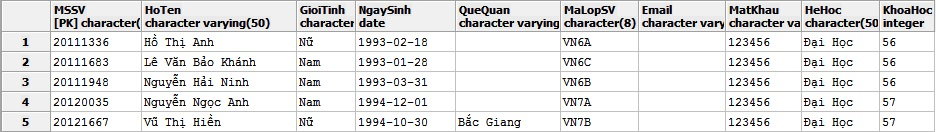 MSSV HoTen GioiTinh NgaySinh QueQuan MaLopSV Email MatKhau HeHoc KhoaHoc
[PK] character( character varying(50) character date character varying character(8) character vary character va character(50 integer
1 20111336 Hồ Thị Anh Nữ 1993-02-18 VN6A 123456 Đại Học 56
2 20111683 Lê Văn Bảo Khánh Nam 1993-01-28 VN6C 123456 Đại Học 56
3 20111948 Nguyễn Hải Ninh Nam 1993-03-31 VN6B 123456 Đại Học 56
4 20120035 Nguyễn Ngọc Anh Nam 1994-12-01 VN7A 123456 Đại Học 57
5 20121667 Vũ Thị Hiền Nữ 1994-10-30 Bắc Giang VN7B 123456 Đại Học 57